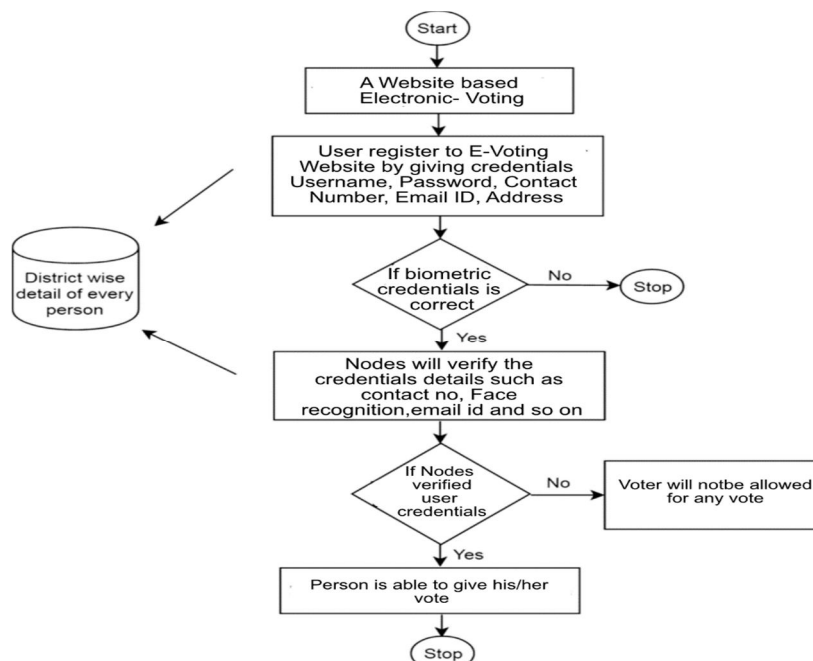 Start
A Website based
Electronic- Voting
User register to E-Voting
Website by giving credentials
Username, Password, Contact
Number, Email ID, Address
District wise
detail of every
person
If biometric
credentials is
correct
No
Stop
Yes
Nodes will verify the
credentials details such as
contact no, Face
recognition,email id and so on
If Nodes
verified
user
credentials
No
Voter will notbe allowed
for any vote
Yes
Person is able to give his/her
vote
Stop